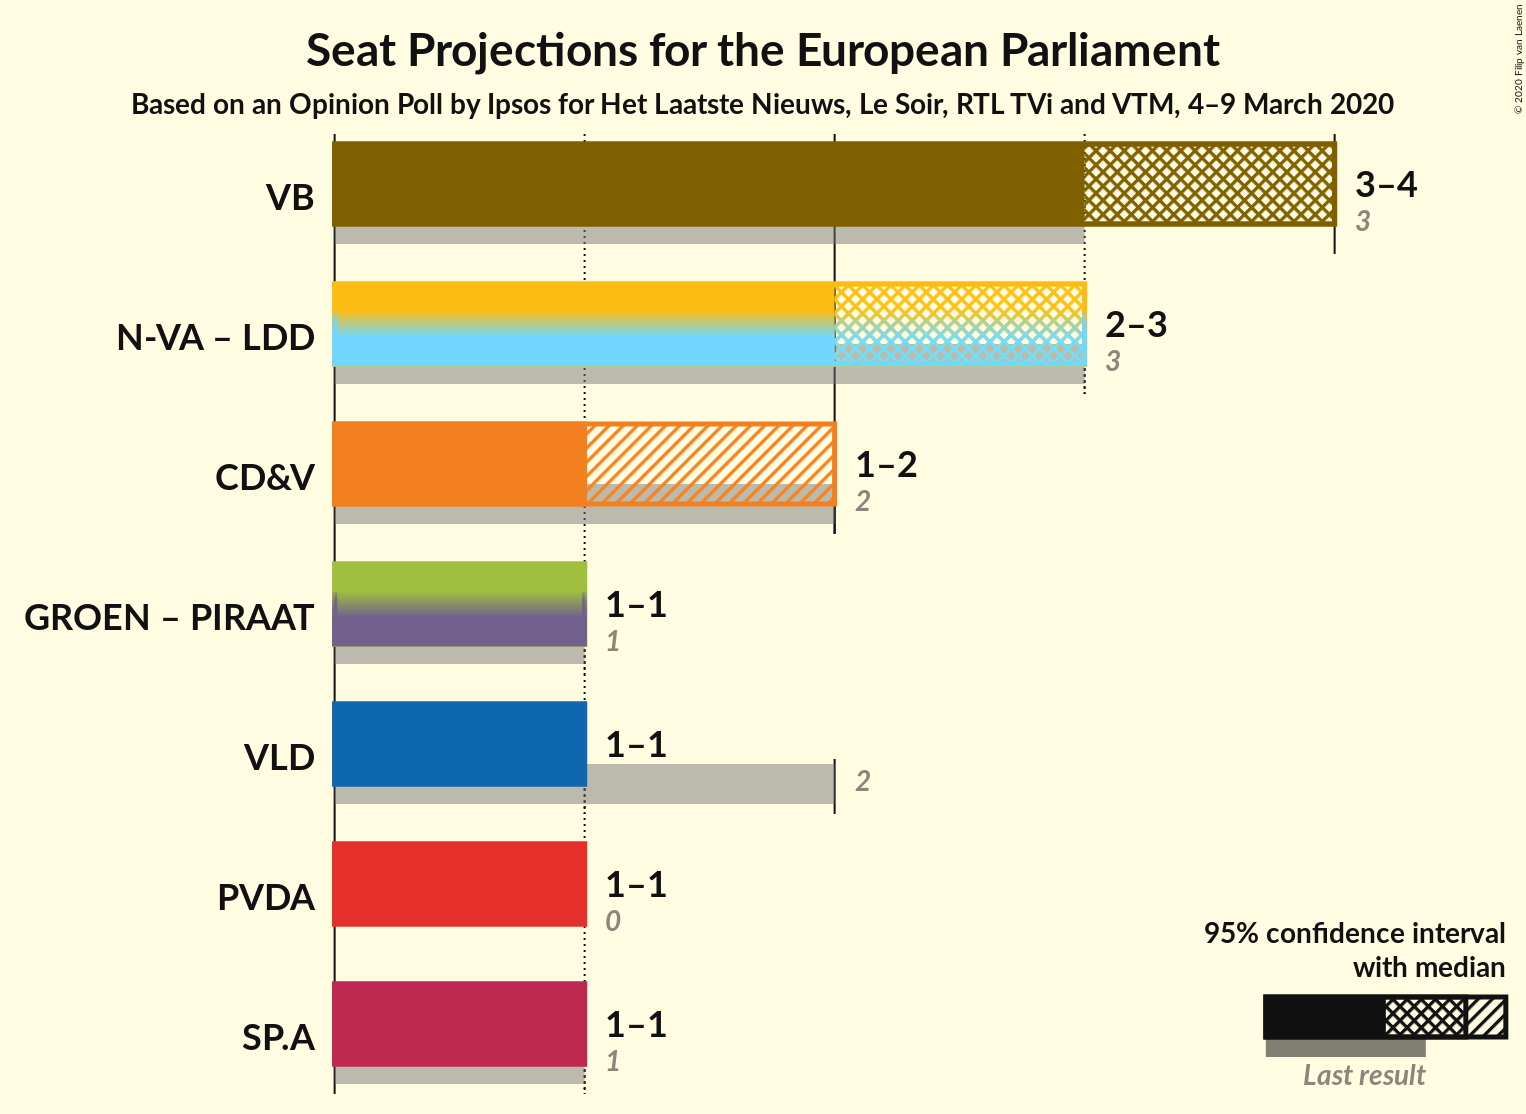 Seat Projections for the European Parliament
Based on an Opinion Poll by Ipsos for Het Laatste Nieuws, Le Soir, RTL TVi and VTM, 4–9 March 2020
© 2020 Filip van Laenen
VB
3–4
3
N-VA – LDD
2–3
3
CD&V
1–2
2
GROEN – PIRAAT
1–1
1
VLD
1–1
2
PVDA
1–1
0
SP.A
1–1
1
95% confidence interval
with median
Last result